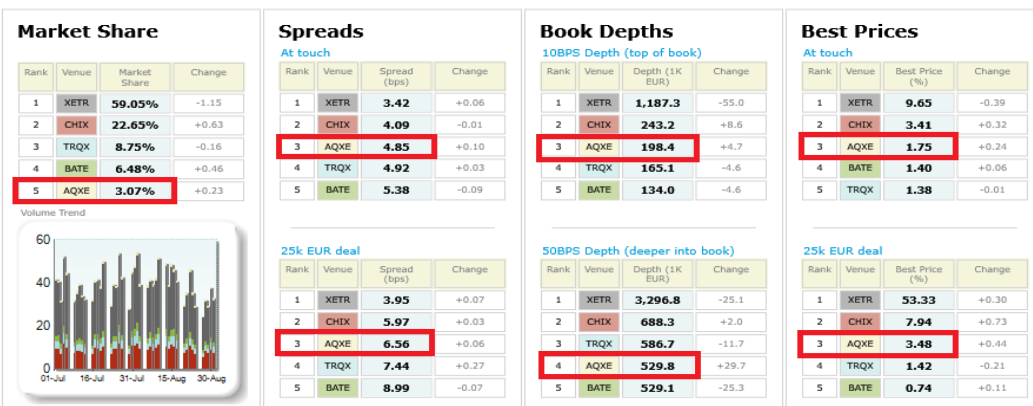 Market Share
Rank Venue Market Share Change
1 XETR 59.05% -1.15
2 CHIX 22.65% +0.63
3 TRQX 8.75% -0.16
4 BATE 6.48% +0.46
5 AQXE 3.07% +0.23
Volume Trend
60
40
20
0
01-Jul 16-Jul 31-Jul 15-Aug 30-Aug
Spreads
At touch
Rank Venue Spread (bps) Change
1 XETR 3.42 +0.06
2 CHIX 4.09 -0.01
3 AQXE 4.85 +0.10
4 TRQX 4.92 +0.03
5 BATE 5.38 -0.09
25k EUR deal
Rank Venue Spread (bps) Change
1 XETR 3.95 +0.07
2 CHIX 5.97 +0.03
3 AQXE 6.56 +0.06
4 TRQX 7.44 +0.27
5 BATE 8.99 -0.07
Book Depths
10BPS Depth (top of book)
Rank Venue Depth (1K EUR) Change
1 XETR 1,187.3 -55.0
2 CHIX 243.2 +8.6
3 AQXE 198.4 +4.7
4 TRQX 165.1 -4.6
5 BATE 134.0 -4.6
50BPS Depth (deeper into book)
Rank Venue Depth (1K EUR) Change
1 XETR 3,296.8 -25.1
2 CHIX 688.3 +2.0
3 TRQX 586.7 -11.7
4 AQXE 529.8 +29.7
5 BATE 529.1 -25.3
Best Prices
At touch
Rank Venue Best Price (%) Change
1 XETR 9.65 -0.39
2 CHIX 3.41 +0.32
3 AQXE 1.75 +0.24
4 BATE 1.40 +0.06
5 TRQX 1.38 -0.01
25k EUR deal
Rank Venue Best Price (%) Change
1 XETR 53.33 +0.30
2 CHIX 7.94 +0.73
3 AQXE 3.48 +0.44
4 TRQX 1.42 -0.21
5 BATE 0.74 +0.11